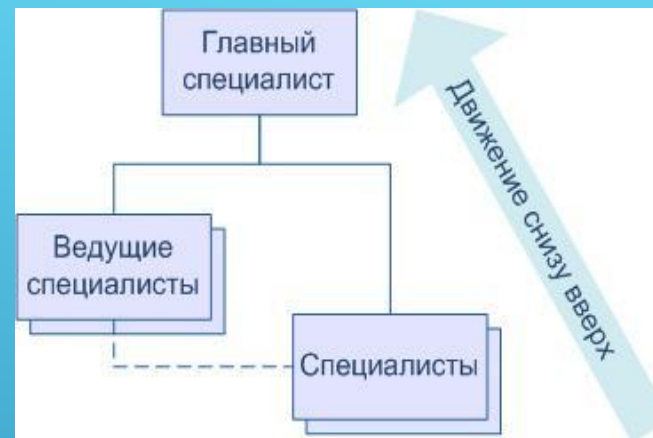 Главный
специалист
Движение снизу вверх
Ведущие
специалисты
Специалисты